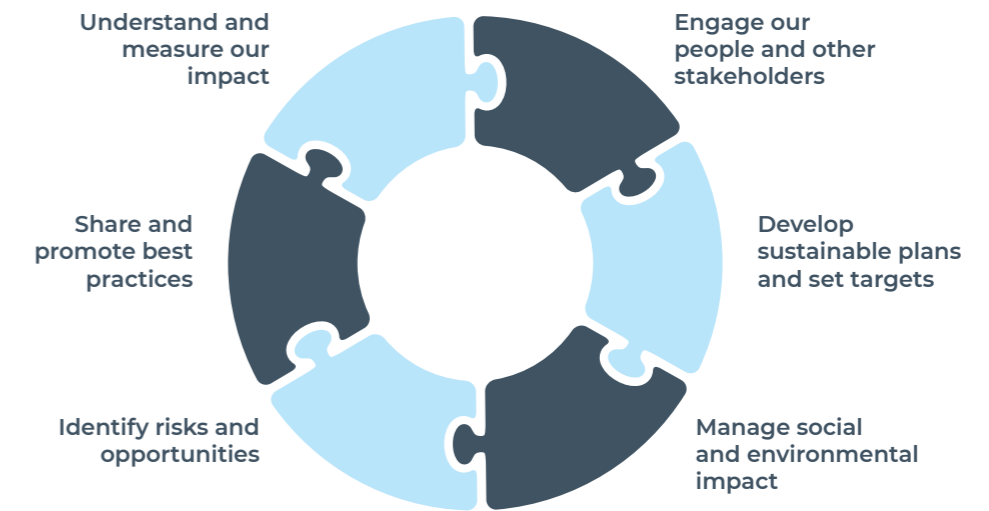 Understand and
measure our
impact
Engage our
people and other
stakeholders
Share and
promote best
practices
Develop
sustainable plans
and set targets
Identify risks and
opportunities
Manage social
and environmental
impact